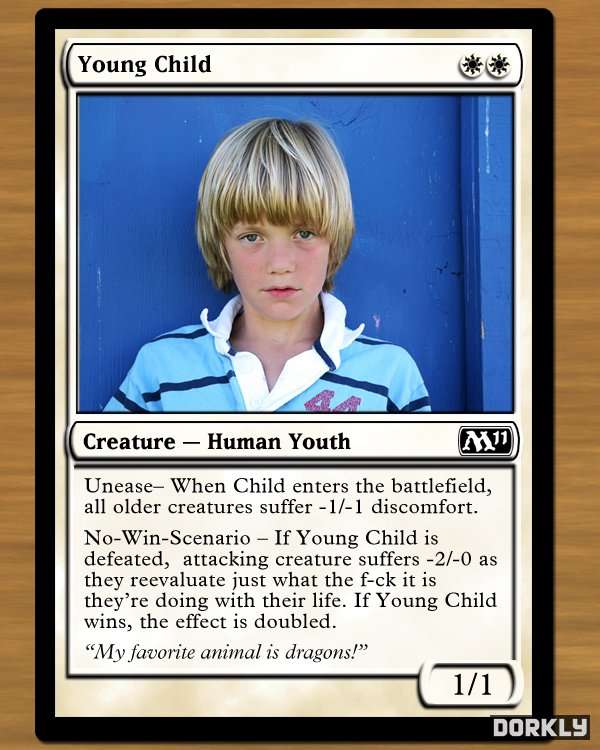 Young Child
44
Creature — Human Youth
M11
Unease– When Child enters the battlefield,
all older creatures suffer -1/-1 discomfort.
No-Win-Scenario – If Young Child is
defeated,  attacking creature suffers -2/-0 as
they reevaluate just what the f-ck it is
they’re doing with their life. If Young Child
wins, the effect is doubled.
“My favorite animal is dragons!”
1/1
DORKLY